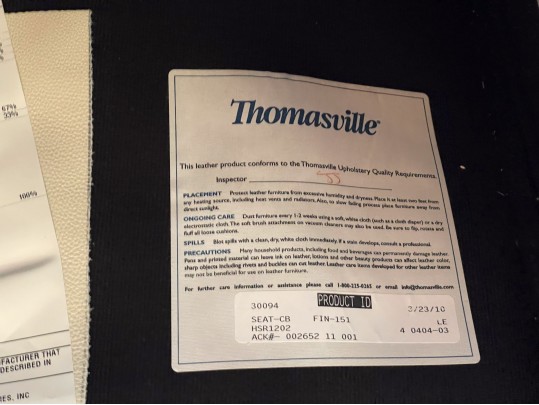 67%
33%
100%
FACTURER THAT
DESCRIBED IN
ES, INC
Thomasville
This leather product conforms to the Thomasville Upholstery Quality Requirements.
Inspector
PLACEMENT Protect leather furniture from excessive humidity and dryness. Place it at least two feet from
any heating source, including heat vents and radiators. Also, to slow fading process place furniture away from
direct sunlight.
ONGOING CARE Dust furniture every 1-2 weeks using a soft, white cloth (such as a cloth diaper) or a dry
electrostatic cloth. The soft brush attachments on vacuum cleaners may also be used. Be sure to flip, rotate and
fluff all loose cushions.
SPILLS Blot spills with a clean, dry, white cloth immediately. If a stain develops, consult a professional.
PRECAUTIONS Many household products, including food and beverages can permanently damage leather.
Pens and printed material can leave ink on leather, lotions and other beauty products can affect leather color,
sharp objects including rivets and buckles can cut leather. Leather care items developed for other leather items
may not be beneficial for use on leather furniture.
For further care information or assistance please call 1-800-225-0265 or email info@thomasville.com
30094 PRODUCT ID 3/23/10
SEAT-CB FIN-151 LE
HSR1202 4 0404-03
ACK#- 002652 11 001